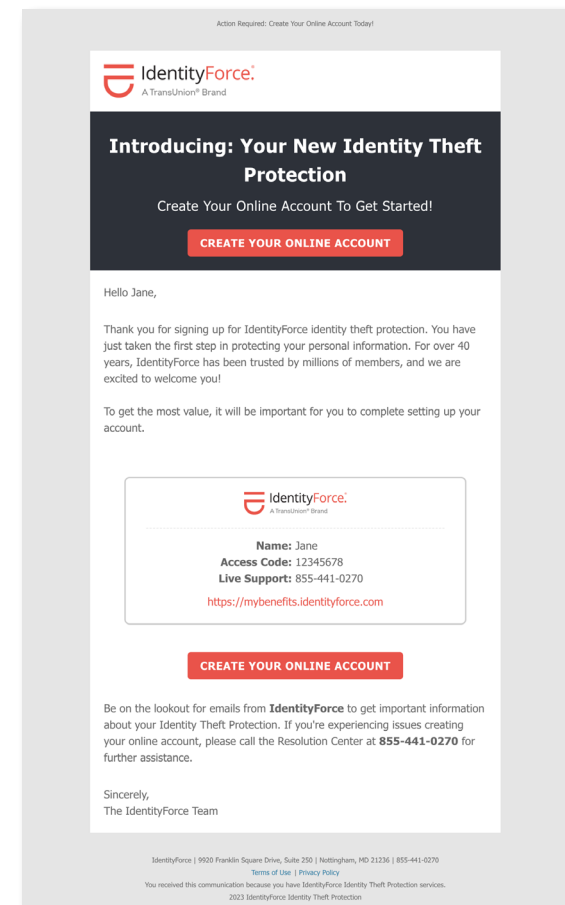 Action Required: Create Your Online Account Today!
IdentityForce.®
A TransUnion® Brand
Introducing: Your New Identity Theft
Protection
Create Your Online Account To Get Started!
CREATE YOUR ONLINE ACCOUNT
Hello Jane,
Thank you for signing up for IdentityForce identity theft protection. You have
just taken the first step in protecting your personal information. For over 40
years, IdentityForce has been trusted by millions of members, and we are
excited to welcome you!
To get the most value, it will be important for you to complete setting up your
account.
IdentityForce.®
A TransUnion® Brand
Name: Jane
Access Code: 12345678
Live Support: 855-441-0270
https://mybenefits.identityforce.com
CREATE YOUR ONLINE ACCOUNT
Be on the lookout for emails from IdentityForce to get important information
about your Identity Theft Protection. If you're experiencing issues creating
your online account, please call the Resolution Center at 855-441-0270 for
further assistance.
Sincerely,
The IdentityForce Team
IdentityForce | 9920 Franklin Square Drive, Suite 250 | Nottingham, MD 21236 | 855-441-0270
Terms of Use | Privacy Policy
You received this communication because you have IdentityForce Identity Theft Protection services.
2023 IdentityForce Identity Theft Protection